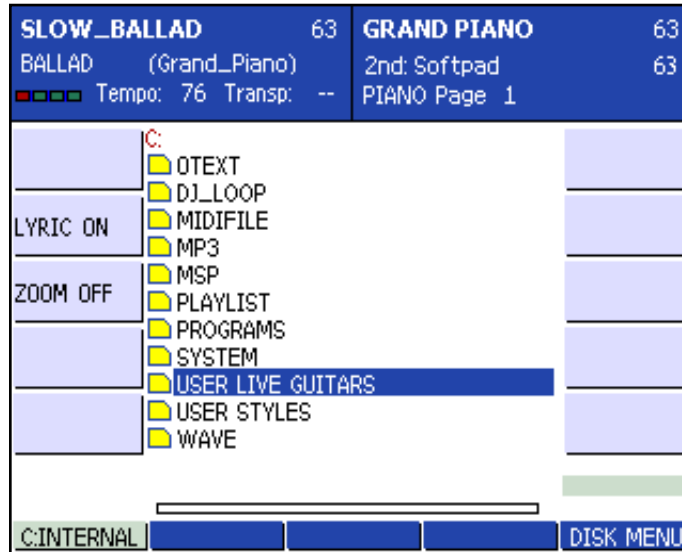 SLOW_BALLAD 63
BALLAD (Grand_Piano)
Tempo: 76 Transp: --
GRAND PIANO 63
2nd: Softpad 63
PIANO Page 1
LYRIC ON
ZOOM OFF
C:
0TEXT
DJ_LOOP
MIDIFILE
MP3
MSP
PLAYLIST
PROGRAMS
SYSTEM
USER LIVE GUITARS
USER STYLES
WAVE
C:INTERNAL
DISK MENU